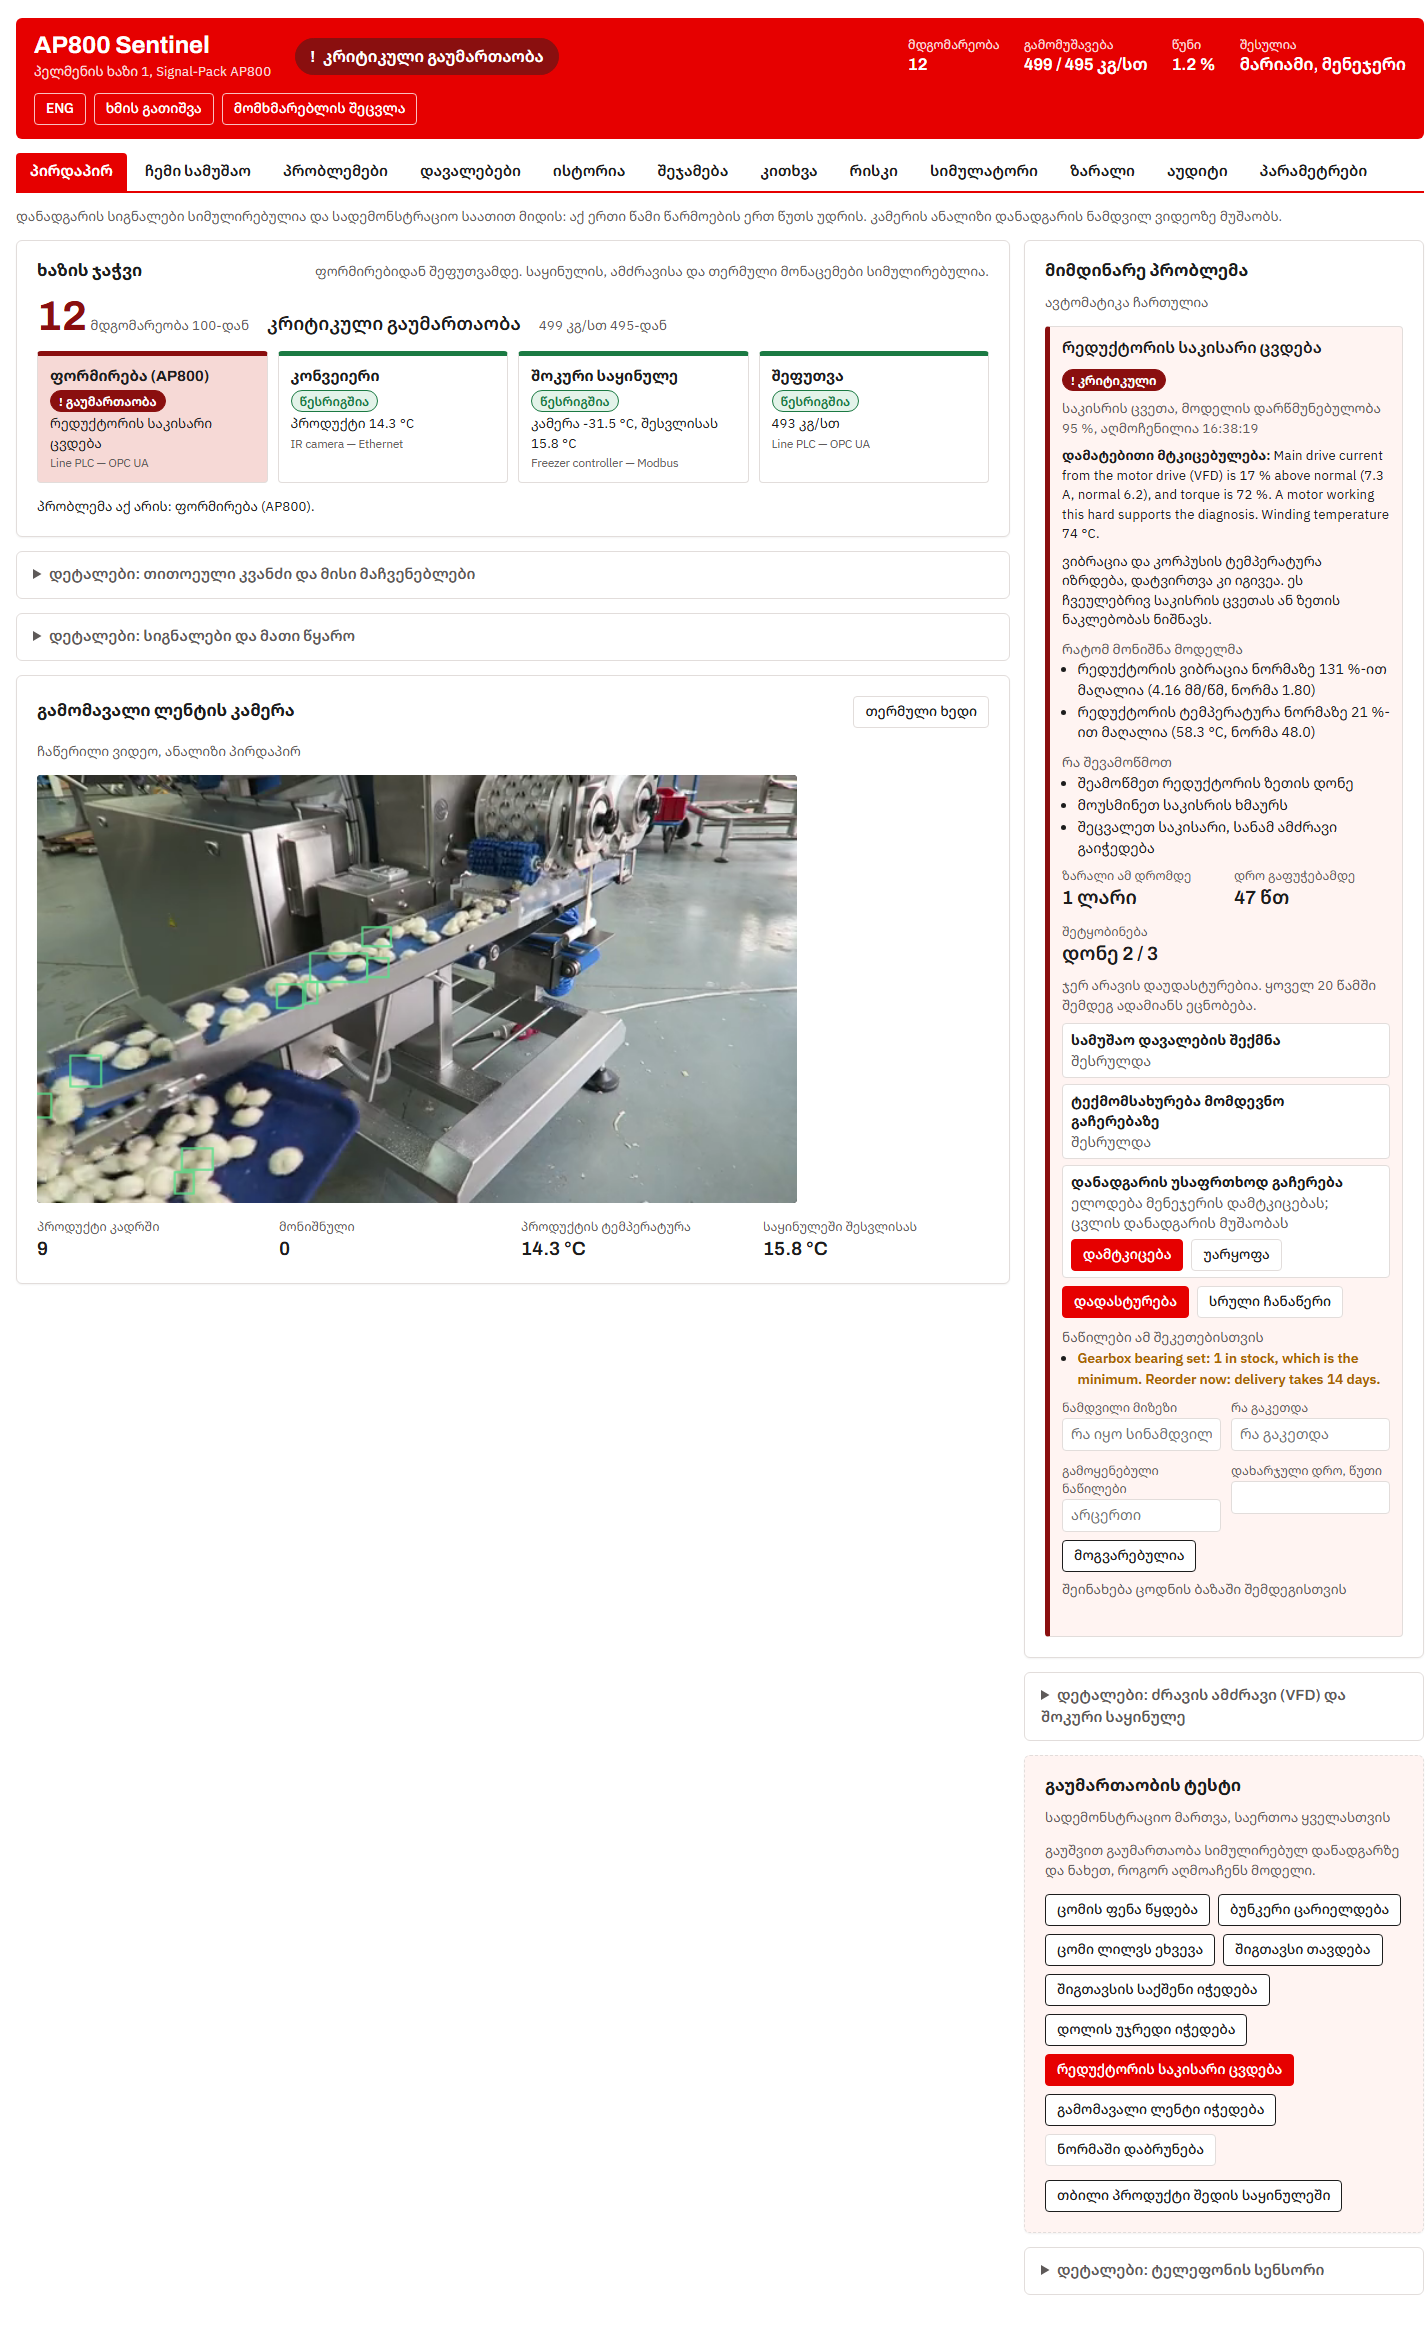 AP800 Sentinel
პელმენის ხაზი 1, Signal-Pack AP800
! კრიტიკული გაუმართაობა
მდგომარეობა
12
გამომუშავება
499 / 495 კგ/სთ
წუნი
1.2 %
შესულია
მარიამი, მენეჯერი
ENG
ხმის გათიშვა
მომხმარებლის შეცვლა
პირდაპირ
ჩემი სამუშაო
პრობლემები
დავალებები
ისტორია
შეჯამება
კითხვა
რისკი
სიმულატორი
ზარალი
აუდიტი
პარამეტრები
დანადგარის სიგნალები სიმულირებულია და სადემონსტრაციო საათით მიდის: აქ ერთი წამი წარმოების ერთ წუთს უდრის. კამერის ანალიზი დანადგარის ნამდვილ ვიდეოზე მუშაობს.
ხაზის ჯაჭვი
ფორმირებიდან შეფუთვამდე. საყინულის, ამძრავისა და თერმული მონაცემები სიმულირებულია.
12 მდგომარეობა 100-დან
კრიტიკული გაუმართაობა
499 კგ/სთ 495-დან
ფორმირება (AP800)
! გაუმართაობა
რედუქტორის საკისარი
ცვდება
Line PLC — OPC UA
კონვეიერი
წესრიგშია
პროდუქტი 14.3 °C
IR camera — Ethernet
შოკური საყინულე
წესრიგშია
კამერა -31.5 °C, შესვლისას
15.8 °C
Freezer controller — Modbus
შეფუთვა
წესრიგშია
493 კგ/სთ
Line PLC — OPC UA
პრობლემა აქ არის: ფორმირება (AP800).
დეტალები: თითოეული კვანძი და მისი მაჩვენებლები
დეტალები: სიგნალები და მათი წყარო
გამომავალი ლენტის კამერა
თერმული ხედი
ჩაწერილი ვიდეო, ანალიზი პირდაპირ
პროდუქტი კადრში
9
მონიშნული
0
პროდუქტის ტემპერატურა
14.3 °C
საყინულეში შესვლისას
15.8 °C
მიმდინარე პრობლემა
ავტომატიკა ჩართულია
რედუქტორის საკისარი ცვდება
! კრიტიკული
საკისრის ცვეთა, მოდელის დარწმუნებულობა
95 %, აღმოჩენილია 16:38:19
დამატებითი მტკიცებულება: Main drive current
from the motor drive (VFD) is 17 % above normal (7.3
A, normal 6.2), and torque is 72 %. A motor working
this hard supports the diagnosis. Winding temperature
74 °C.
ვიბრაცია და კორპუსის ტემპერატურა
იზრდება, დატვირთვა კი იგივეა. ეს
ჩვეულებრივ საკისრის ცვეთას ან ზეთის
ნაკლებობას ნიშნავს.
რატომ მონიშნა მოდელმა
რედუქტორის ვიბრაცია ნორმაზე 131 %-ით
მაღალია (4.16 მმ/წმ, ნორმა 1.80)
რედუქტორის ტემპერატურა ნორმაზე 21 %-
ით მაღალია (58.3 °C, ნორმა 48.0)
რა შევამოწმოთ
შეამოწმეთ რედუქტორის ზეთის დონე
მოუსმინეთ საკისრის ხმაურს
შეცვალეთ საკისარი, სანამ ამძრავი
გაიჭედება
ზარალი ამ დრომდე
1 ლარი
დრო გაფუჭებამდე
47 წთ
შეტყობინება
დონე 2 / 3
ჯერ არავის დაუდასტურებია. ყოველ 20 წამში
შემდეგ ადამიანს ეცნობება.
სამუშაო დავალების შექმნა
შესრულდა
ტექმომსახურება მომდევნო
გაჩერებაზე
შესრულდა
დანადგარის უსაფრთხოდ გაჩერება
ელოდება მენეჯერის დამტკიცებას;
ცვლის დანადგარის მუშაობას
დამტკიცება
უარყოფა
დადასტურება
სრული ჩანაწერი
ნაწილები ამ შეკეთებისთვის
Gearbox bearing set: 1 in stock, which is the
minimum. Reorder now: delivery takes 14 days.
ნამდვილი მიზეზი
რა იყო სინამდვილ
რა გაკეთდა
რა გაკეთდა
გამოყენებული
ნაწილები
არცერთი
დახარჯული დრო, წუთი
მოგვარებულია
შეინახება ცოდნის ბაზაში შემდეგისთვის
დეტალები: ძრავის ამძრავი (VFD) და
შოკური საყინულე
გაუმართაობის ტესტი
სადემონსტრაციო მართვა, საერთოა ყველასთვის
გაუშვით გაუმართაობა სიმულირებულ დანადგარზე
და ნახეთ, როგორ აღმოაჩენს მოდელი.
ცომის ფენა წყდება
ბუნკერი ცარიელდება
ცომი ლილვს ეხვევა
შიგთავსი თავდება
შიგთავსის საქშენი იჭედება
დოლის უჯრედი იჭედება
რედუქტორის საკისარი ცვდება
გამომავალი ლენტი იჭედება
ნორმაში დაბრუნება
თბილი პროდუქტი შედის საყინულეში
დეტალები: ტელეფონის სენსორი